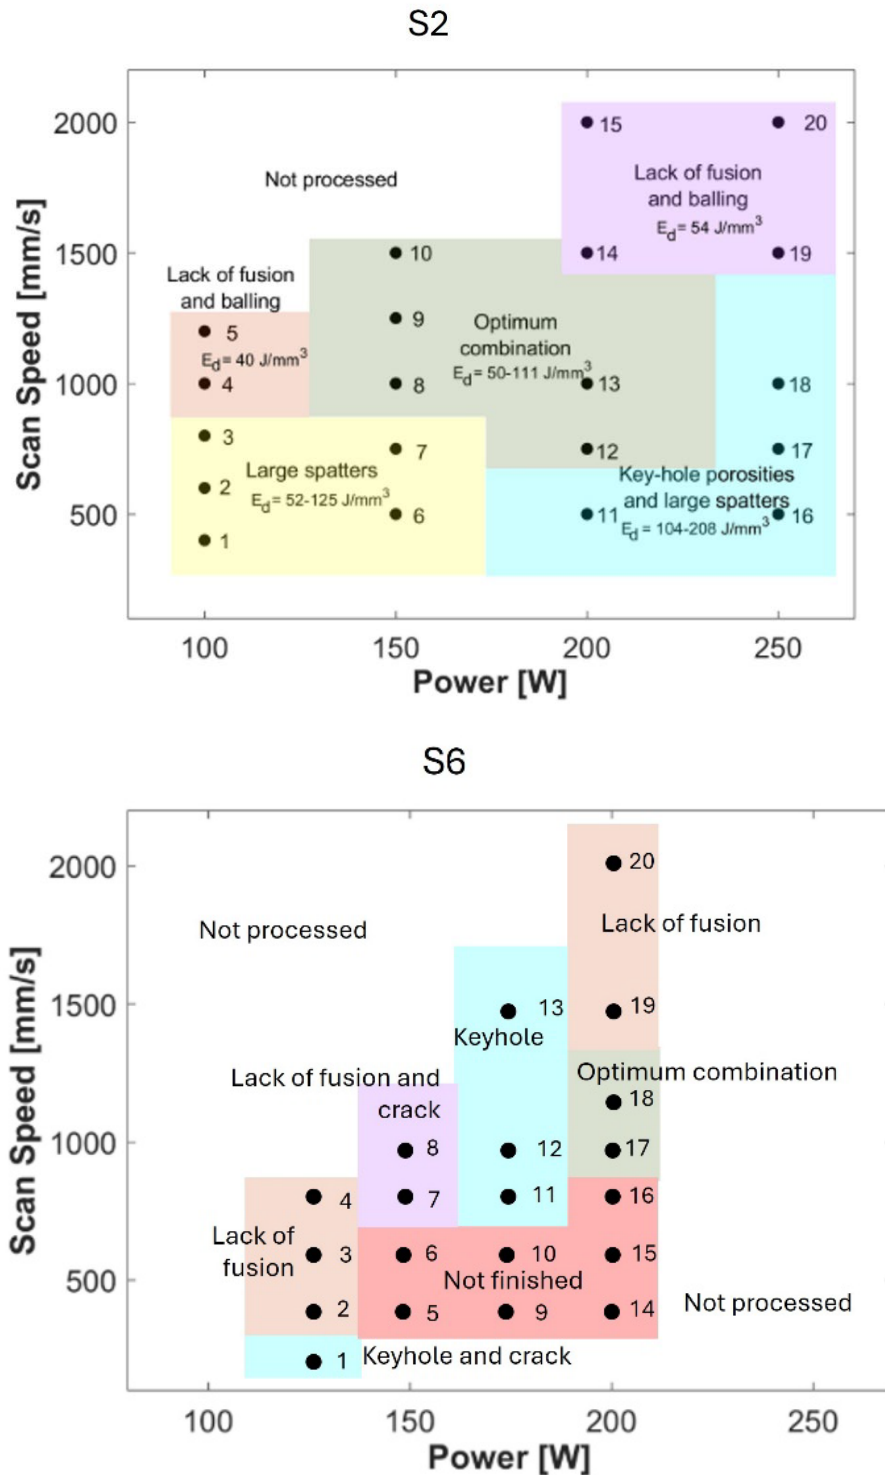 S2
Scan Speed [mm/s]
2000
1500
1000
500
15
20
Not processed
Lack of fusion
and balling
E_d = 54 J/mm³
10
14
19
Lack of fusion
and balling
5
E_d = 40 J/mm³
4
9
Optimum
combination
E_d = 50-111 J/mm³
8
13
18
3
7
12
17
Large spatters
E_d = 52-125 J/mm³
2
Key-hole porosities
and large spatters
E_d = 104-208 J/mm³
6
11
16
1
100
150
200
250
Power [W]
S6
Scan Speed [mm/s]
2000
1500
1000
500
20
Not processed
Lack of fusion
13
19
Keyhole
Lack of fusion and
crack
Optimum combination
18
8
12
17
4
7
11
16
Lack of
fusion
3
6
10
15
Not finished
2
5
9
14
Not processed
1
Keyhole and crack
100
150
200
250
Power [W]